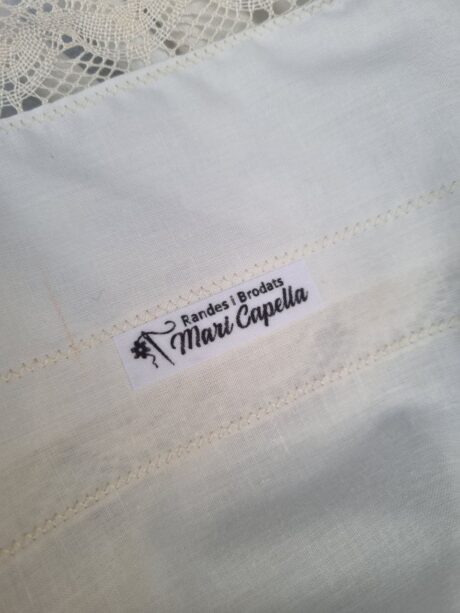 Randes i Brodats
Mari Capella